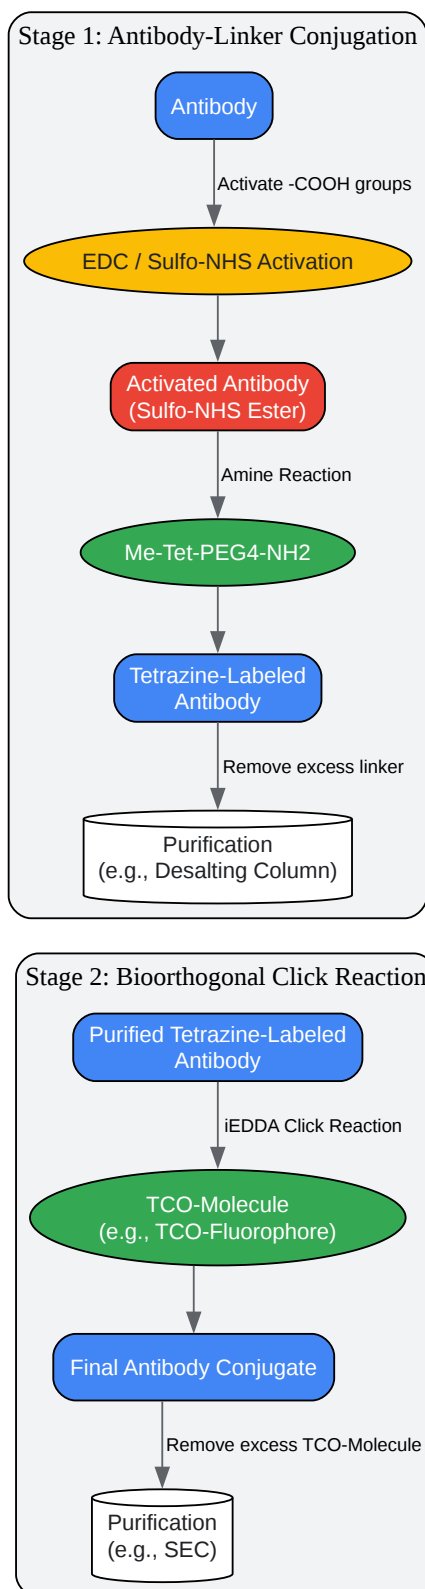 Stage 1: Antibody-Linker Conjugation
Antibody
Activate -COOH groups
EDC / Sulfo-NHS Activation
Activated Antibody
(Sulfo-NHS Ester)
Amine Reaction
Me-Tet-PEG4-NH2
Tetrazine-Labeled
Antibody
Remove excess linker
Purification
(e.g., Desalting Column)
Stage 2: Bioorthogonal Click Reaction
Purified Tetrazine-Labeled
Antibody
iEDDA Click Reaction
TCO-Molecule
(e.g., TCO-Fluorophore)
Final Antibody Conjugate
Remove excess TCO-Molecule
Purification
(e.g., SEC)